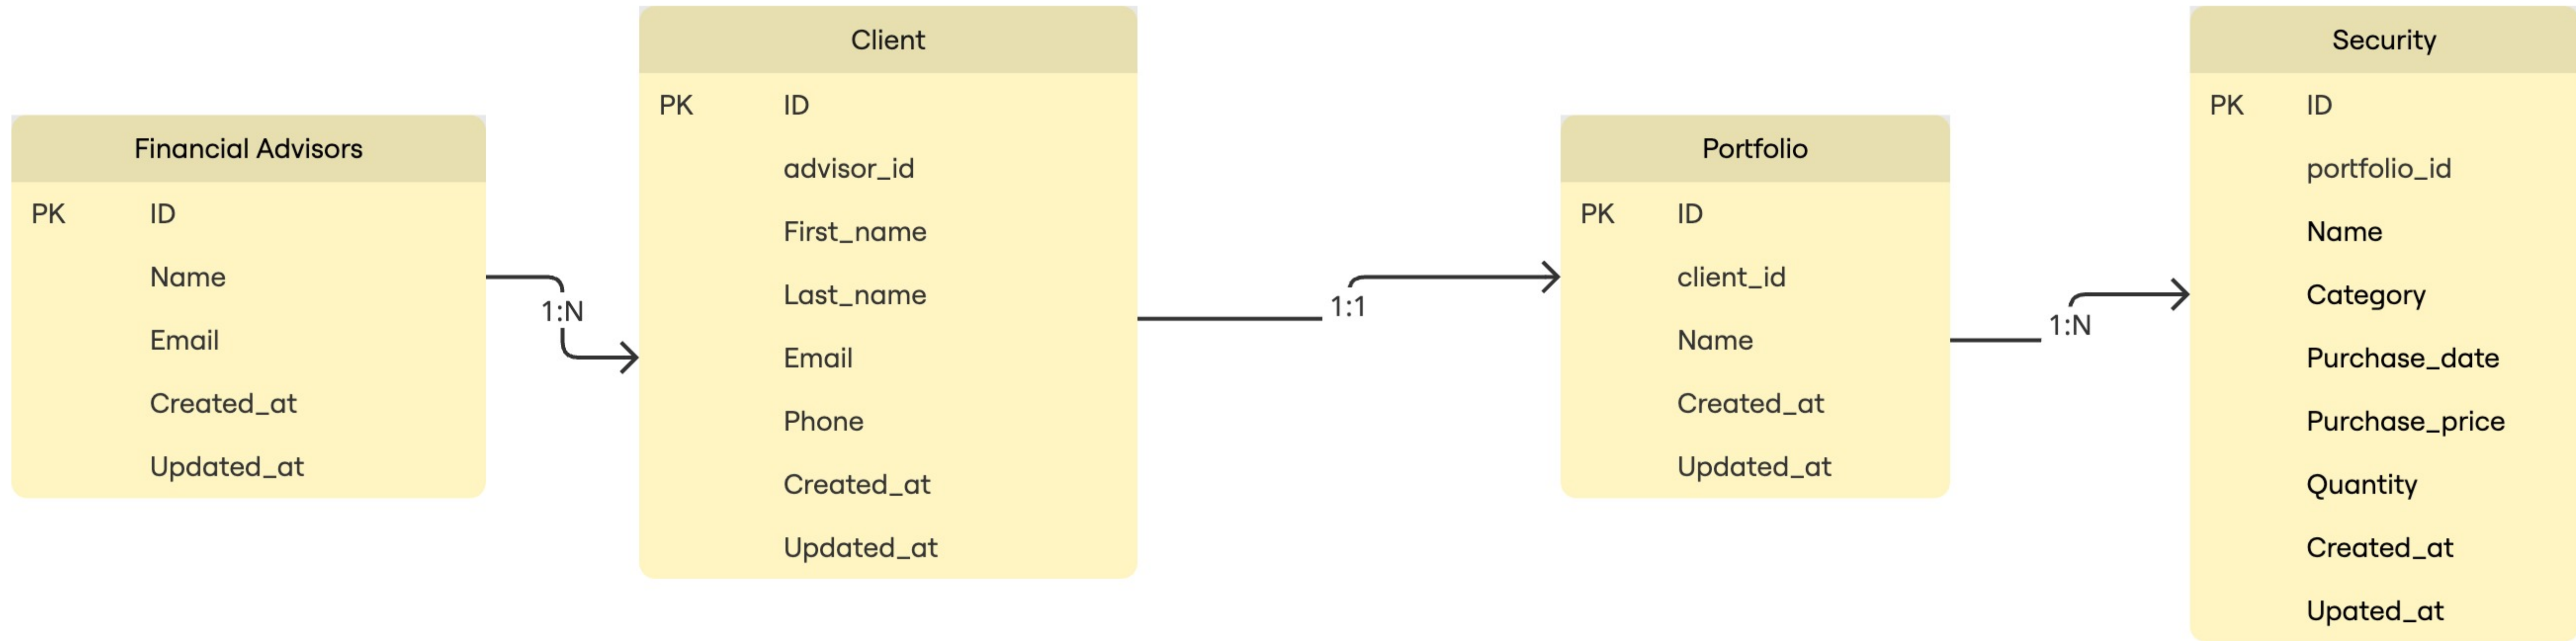 Financial Advisors
PK ID
Name
Email
Created_at
Updated_at
1:N
Client
PK ID
advisor_id
First_name
Last_name
Email
Phone
Created_at
Updated_at
1:1
Portfolio
PK ID
client_id
Name
Created_at
Updated_at
1:N
Security
PK ID
portfolio_id
Name
Category
Purchase_date
Purchase_price
Quantity
Created_at
Upated_at